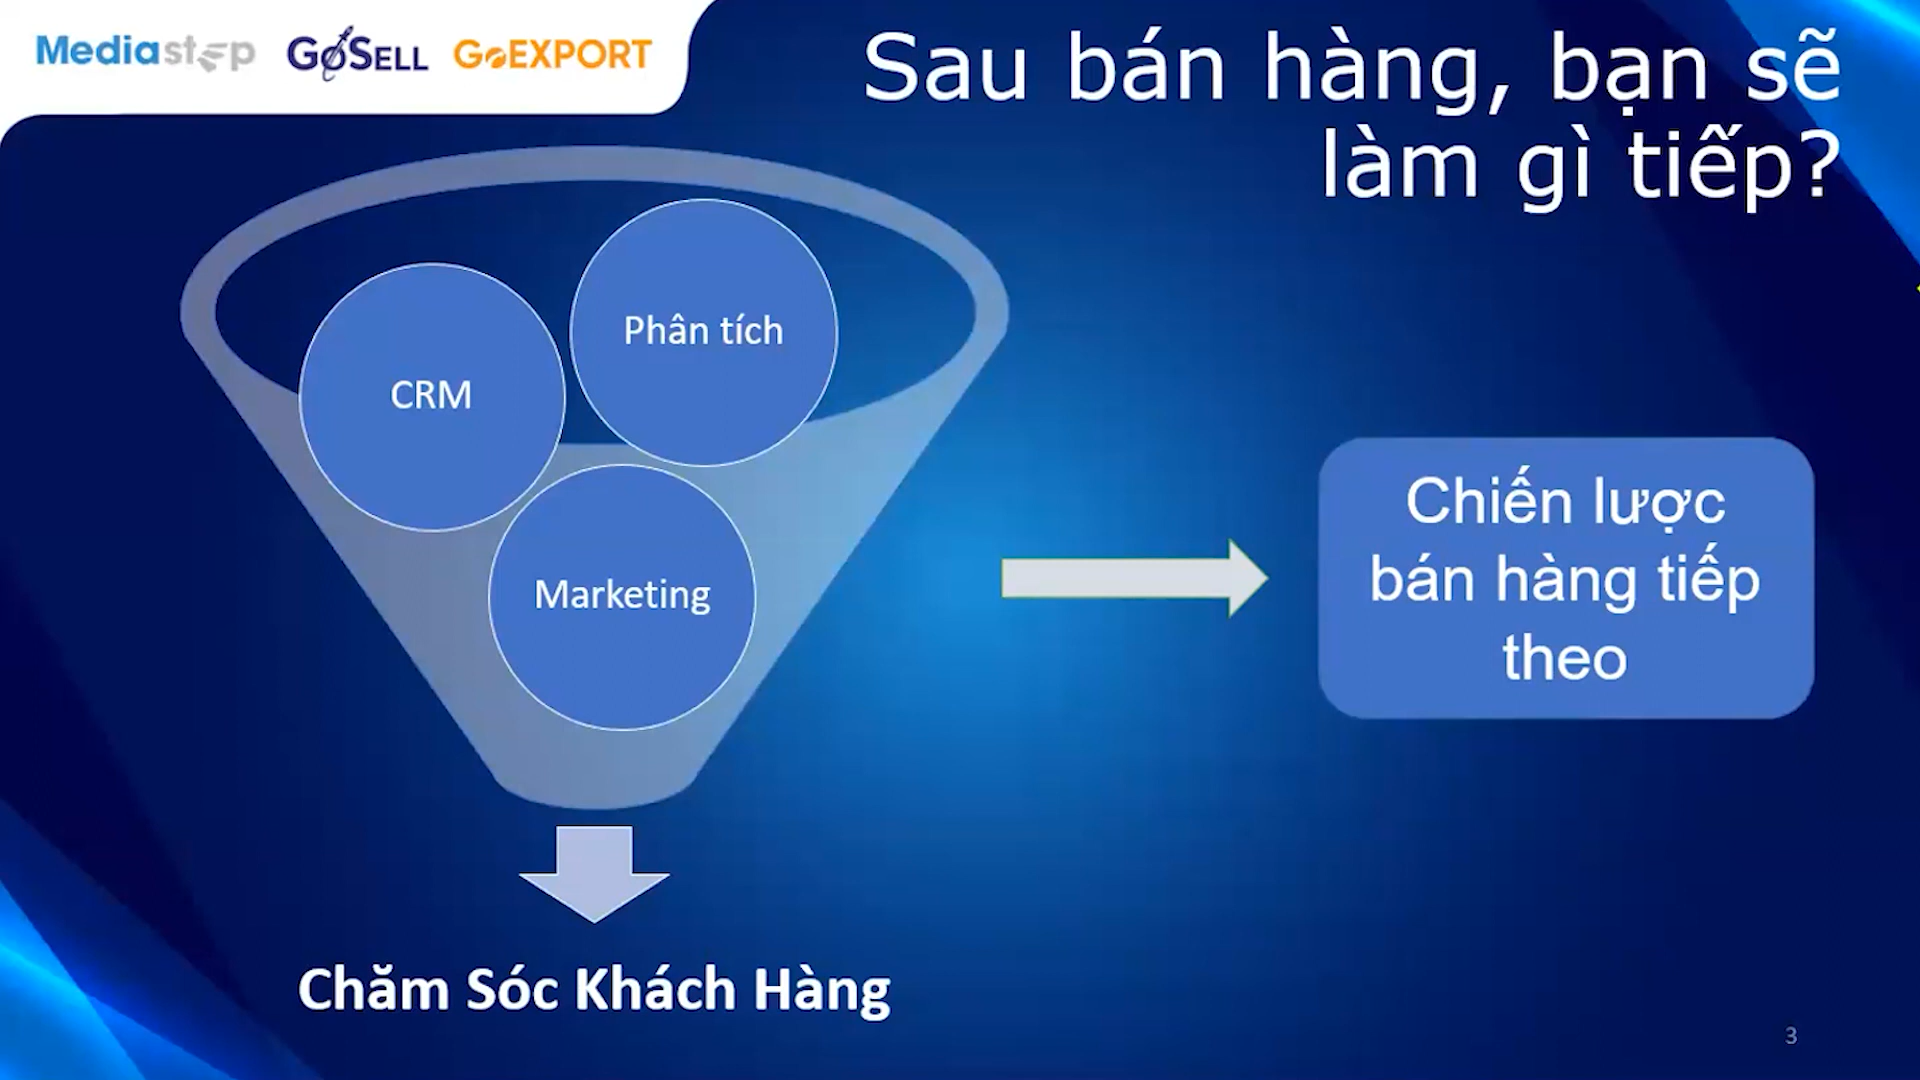 Mediastep GoSELL GoEXPORT
Sau bán hàng, bạn sẽ
làm gì tiếp?
Phân tích
CRM
Marketing
Chiến lược
bán hàng tiếp
theo
Chăm Sóc Khách Hàng
3